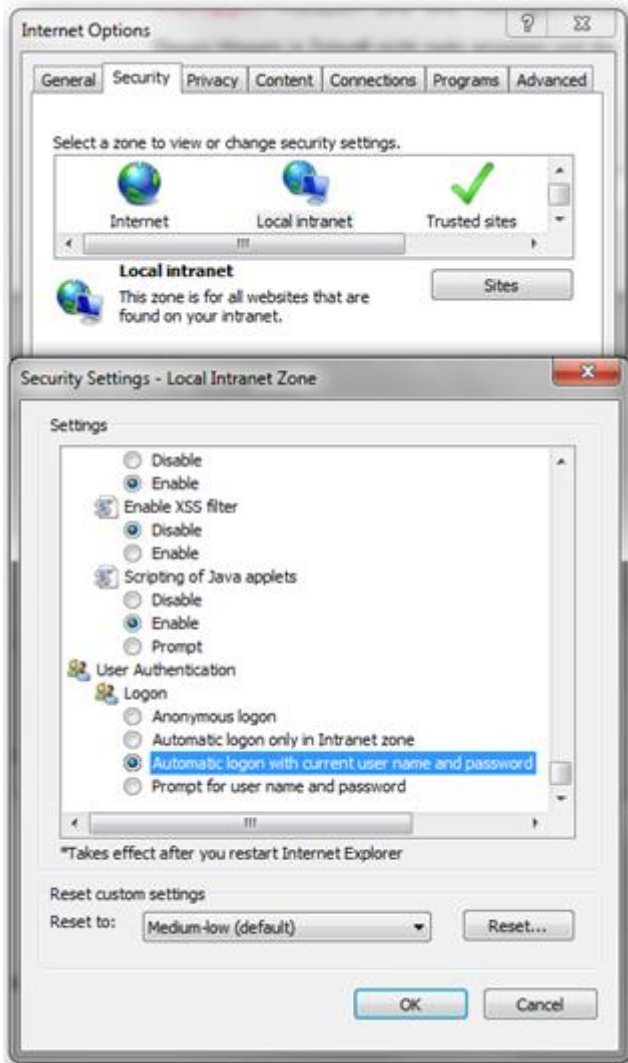 Internet Options
General Security Privacy Content Connections Programs Advanced
Select a zone to view or change security settings.
Internet Local intranet Trusted sites
Local intranet
This zone is for all websites that are
found on your intranet.
Sites
Security Settings - Local Intranet Zone
Settings
Disable
Enable
Enable XSS filter
Disable
Enable
Scripting of Java applets
Disable
Enable
Prompt
User Authentication
Logon
Anonymous logon
Automatic logon only in Intranet zone
Automatic logon with current user name and password
Prompt for user name and password
*Takes effect after you restart Internet Explorer
Reset custom settings
Reset to: Medium-low (default) Reset...
OK Cancel